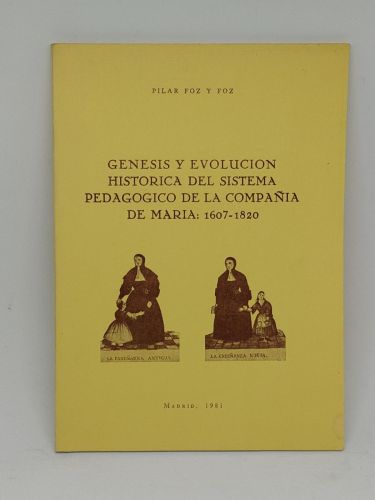 PILAR FOZ Y FOZ
GENESIS Y EVOLUCION
HISTORICA DEL SISTEMA
PEDAGOGICO DE LA COMPAÑIA
DE MARIA: 1607-1820
LA ENSEÑANZA ANTIGUA.
LA ENSEÑANZA NUEVA.
MADRID, 1981